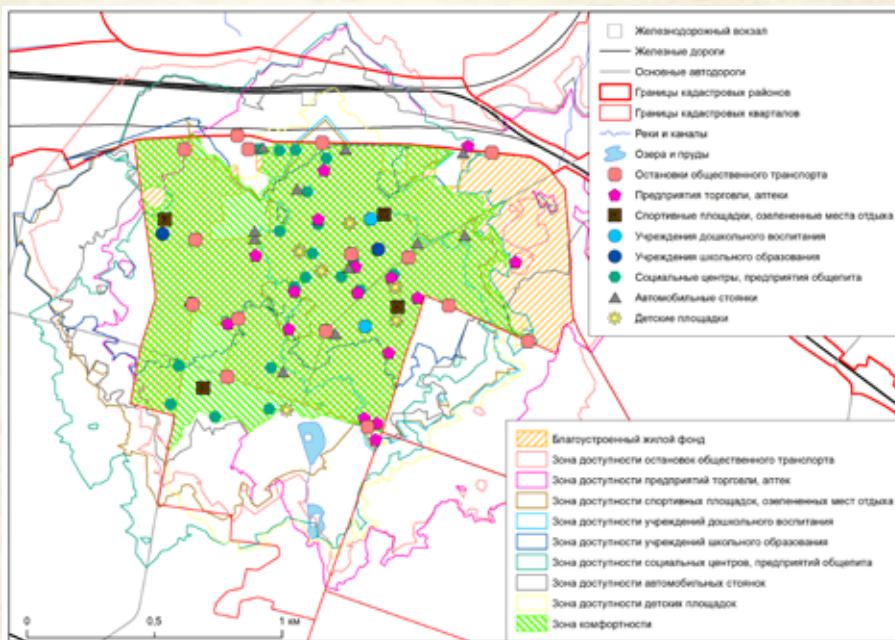 Железнодорожный вокзал
Железные дороги
Основные автодороги
Границы кадастровых районов
Границы кадастровых кварталов
Реки и каналы
Озера и пруды
Остановки общественного транспорта
Предприятия торговли, аптеки
Спортивные площадки, озелененные места отдыха
Учреждения дошкольного воспитания
Учреждения школьного образования
Социальные центры, предприятия общепита
Автомобильные стоянки
Детские площадки
Благоустроенный жилой фонд
Зона доступности остановок общественного транспорта
Зона доступности предприятий торговли, аптек
Зона доступности спортивных площадок, озелененных мест отдыха
Зона доступности учреждений дошкольного воспитания
Зона доступности учреждений школьного образования
Зона доступности социальных центров, предприятий общепита
Зона доступности автомобильных стоянок
Зона доступности детских площадок
Зона комфортности
0 0,5 1 км